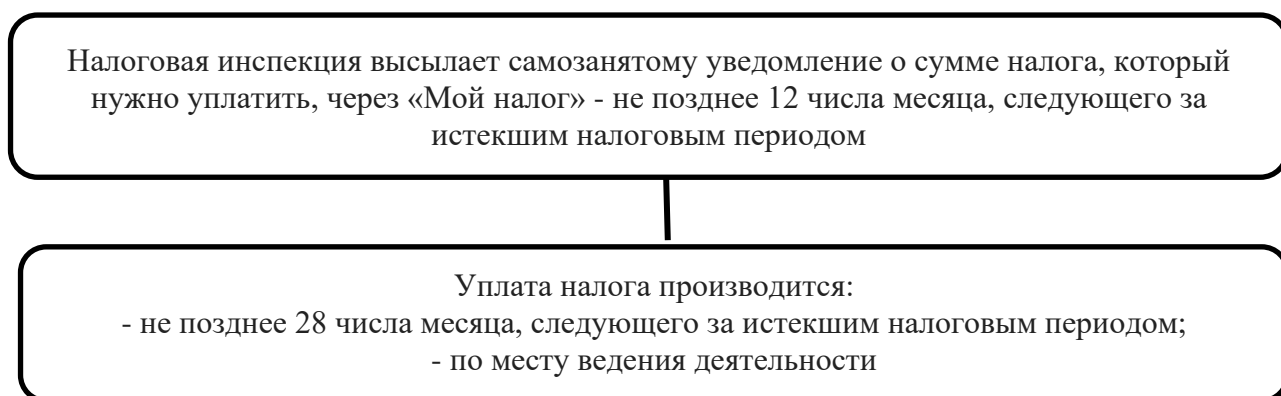 Налоговая инспекция высылает самозанятому уведомление о сумме налога, который
нужно уплатить, через «Мой налог» - не позднее 12 числа месяца, следующего за
истекшим налоговым периодом
Уплата налога производится:
- не позднее 28 числа месяца, следующего за истекшим налоговым периодом;
- по месту ведения деятельности